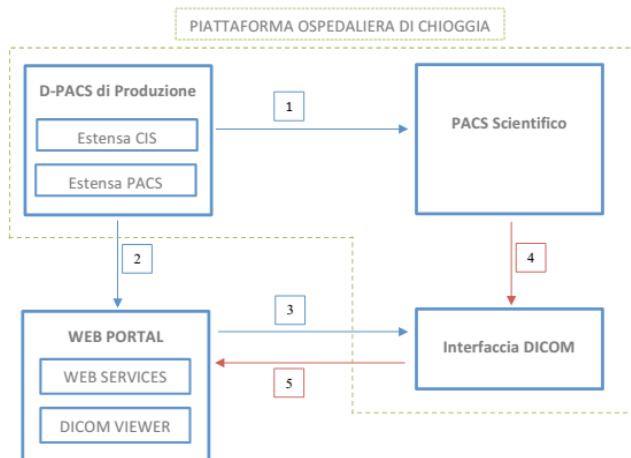 PIATTAFORMA OSPEDALIERA DI CHIOGGIA
D-PACS di Produzione
Estensa CIS
Estensa PACS
1
PACS Scientifico
2
4
WEB PORTAL
WEB SERVICES
DICOM VIEWER
3
5
Interfaccia DICOM